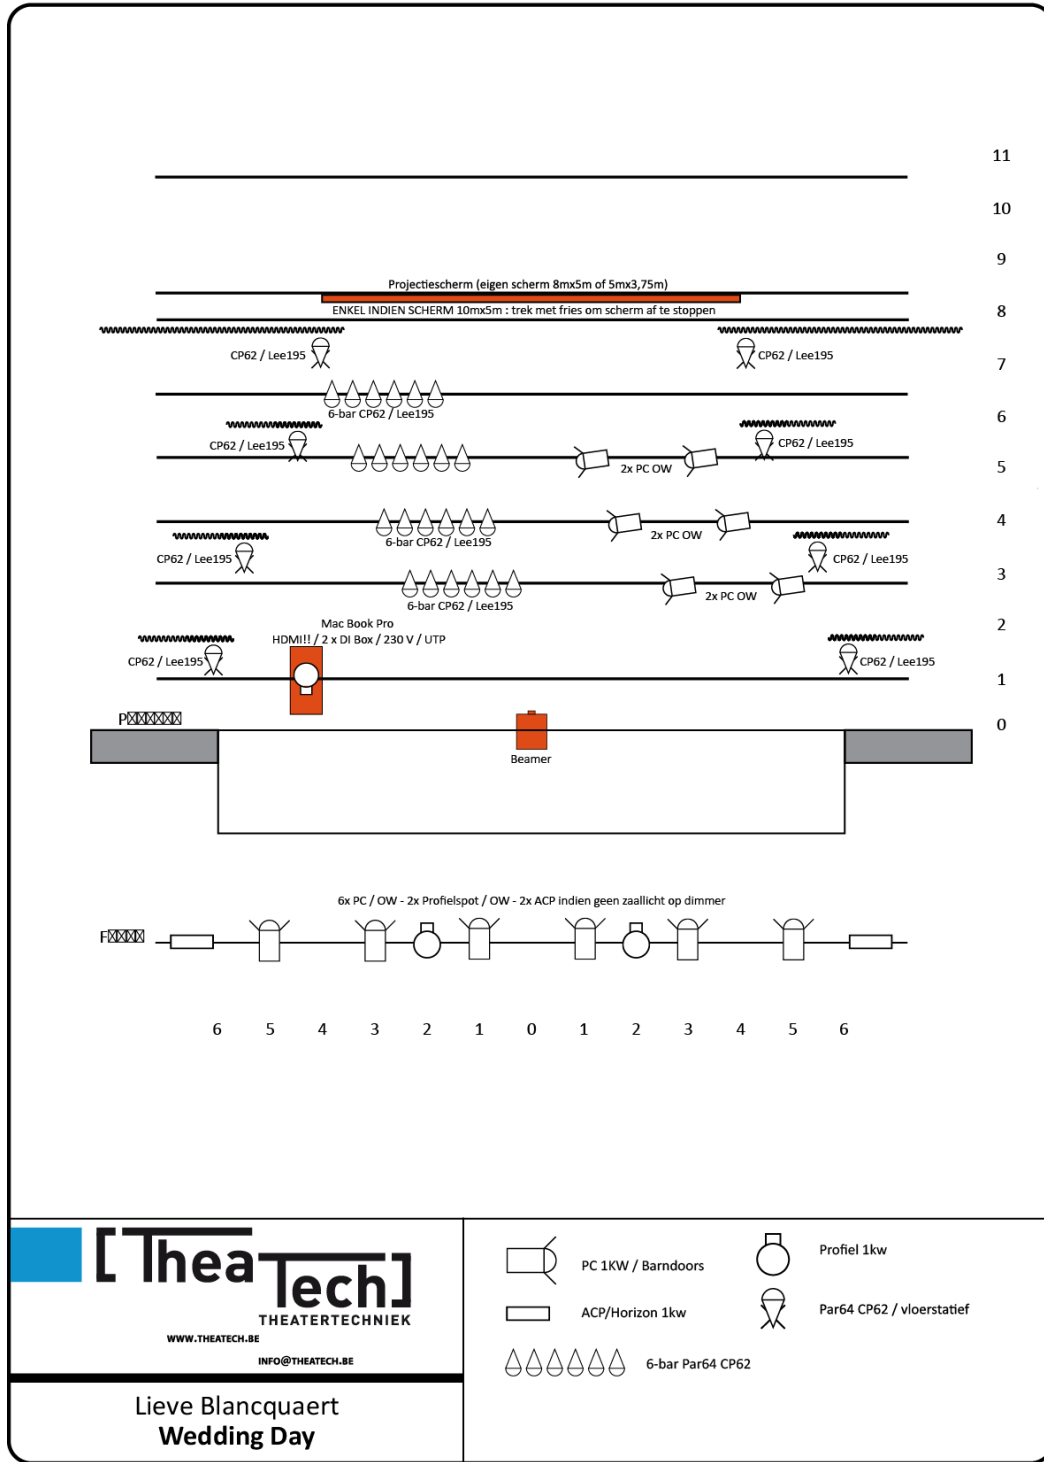 11
10
9
Projectiescherm (eigen scherm 8mx5m of 5mx3,75m)
ENKEL INDIEN SCHERM 10mx5m : trek met fries om scherm af te stoppen
8
CP62 / Lee195
CP62 / Lee195
7
6-bar CP62 / Lee195
6
CP62 / Lee195
CP62 / Lee195
2x PC OW
5
4
6-bar CP62 / Lee195
2x PC OW
CP62 / Lee195
CP62 / Lee195
3
6-bar CP62 / Lee195
2x PC OW
Mac Book Pro
2
HDMI!! / 2 x DI Box / 230 V / UTP
CP62 / Lee195
CP62 / Lee195
1
P
0
Beamer
6x PC / OW - 2x Profielspot / OW - 2x ACP indien geen zaallicht op dimmer
F
6 5 4 3 2 1 0 1 2 3 4 5 6
[TheaTech]
THEATERTECHNIEK
WWW.THEATECH.BE
INFO@THEATECH.BE
Lieve Blancquaert
Wedding Day
PC 1KW / Barndoors
Profiel 1kw
ACP/Horizon 1kw
Par64 CP62 / vloerstatief
6-bar Par64 CP62